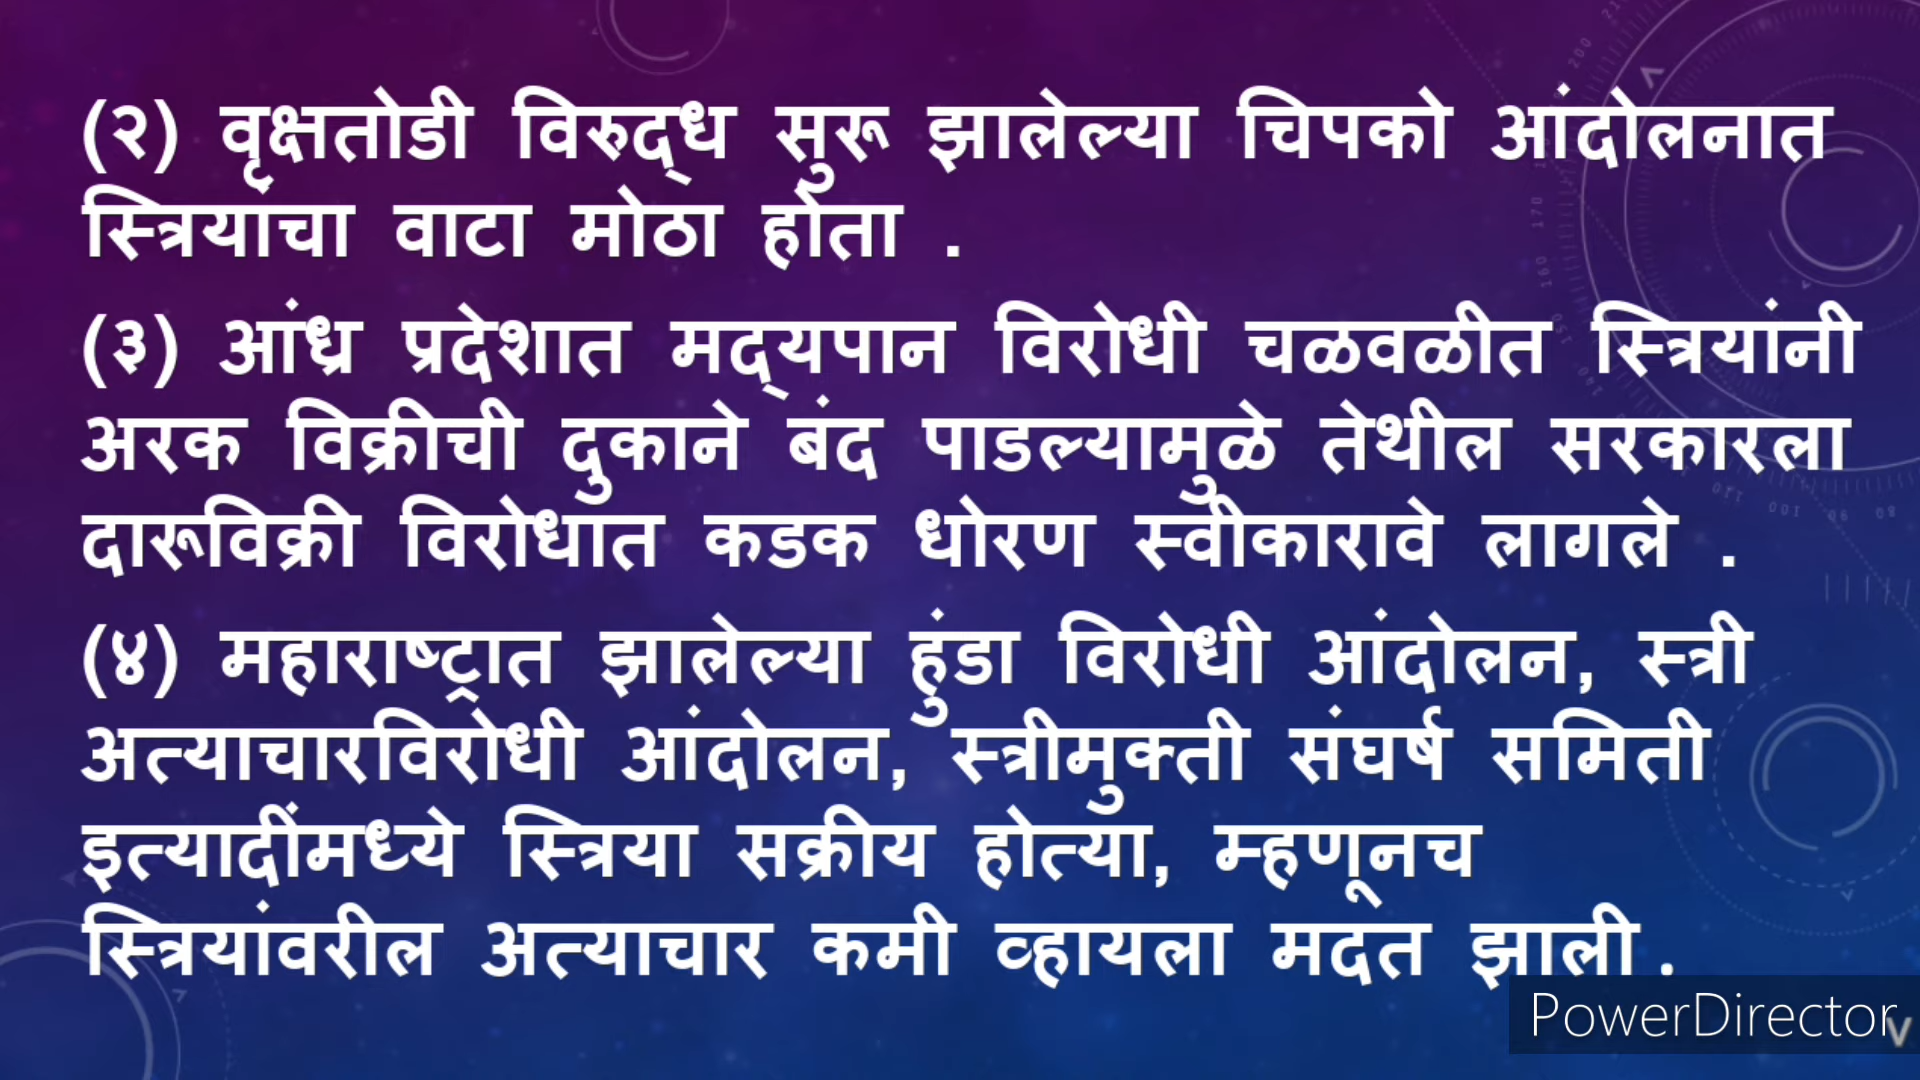 (२) वृक्षतोडी विरुद्ध सुरू झालेल्या चिपको आंदोलनात
स्त्रियांचा वाटा मोठा होता .
(३) आंध्र प्रदेशात मद्यपान विरोधी चळवळीत स्त्रियांनी
अरक विक्रीची दुकाने बंद पाडल्यामुळे तेथील सरकारला
दारूविक्री विरोधात कडक धोरण स्वीकारावे लागले .
(४) महाराष्ट्रात झालेल्या हुंडा विरोधी आंदोलन, स्त्री
अत्याचारविरोधी आंदोलन, स्त्रीमुक्ती संघर्ष समिती
इत्यादींमध्ये स्त्रिया सक्रीय होत्या, म्हणूनच
स्त्रियांवरील अत्याचार कमी व्हायला मदत झाली.
PowerDirector